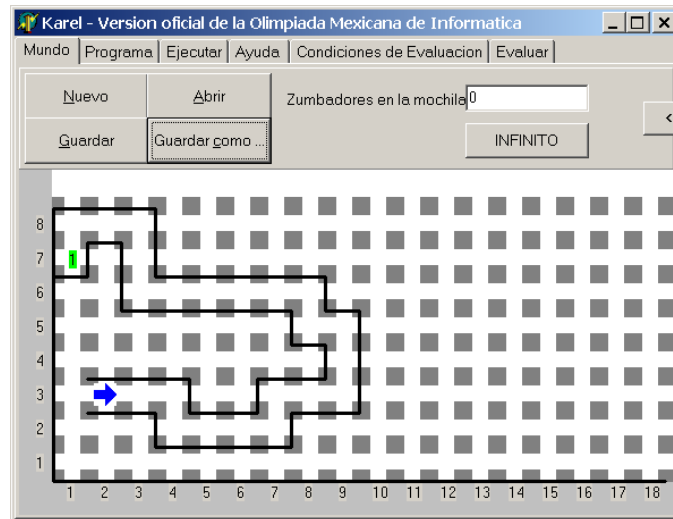 Karel - Version oficial de la Olimpiada Mexicana de Informatica
Mundo Programa Ejecutar Ayuda Condiciones de Evaluacion Evaluar
Nuevo Abrir Zumbadores en la mochila 0
Guardar Guardar como ... INFINITO <
8
7 1
6
5
4
3
2
1
1 2 3 4 5 6 7 8 9 10 11 12 13 14 15 16 17 18